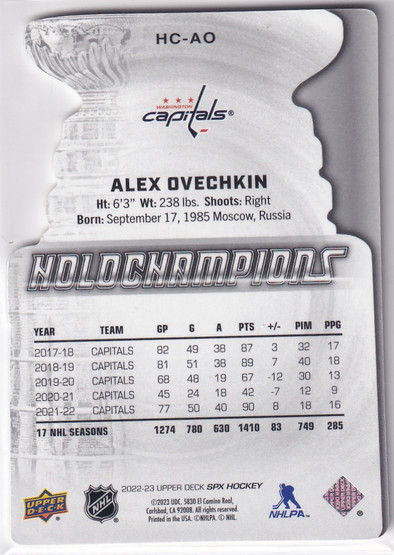 HC-AO
WASHINGTON
capitals®
ALEX OVECHKIN
Ht: 6'3" Wt: 238 lbs. Shoots: Right
Born: September 17, 1985 Moscow, Russia
HOLOCHAMPIONS
YEAR TEAM GP G A PTS +/- PIM PPG
2017-18 CAPITALS 82 49 38 87 3 32 17
2018-19 CAPITALS 81 51 38 89 7 40 18
2019-20 CAPITALS 68 48 19 67 -12 30 13
2020-21 CAPITALS 45 24 18 42 -7 12 9
2021-22 CAPITALS 77 50 40 90 8 18 16
17 NHL SEASONS 1274 780 630 1410 83 749 285
2022-23 UPPER DECK SPX HOCKEY
©2023 UDC. 5830 El Camino Real,
Carlsbad, CA 92008. All rights reserved.
Printed in the USA. ©NHLPA. © NHL.
UPPER DECK
NHL
NHLPA®